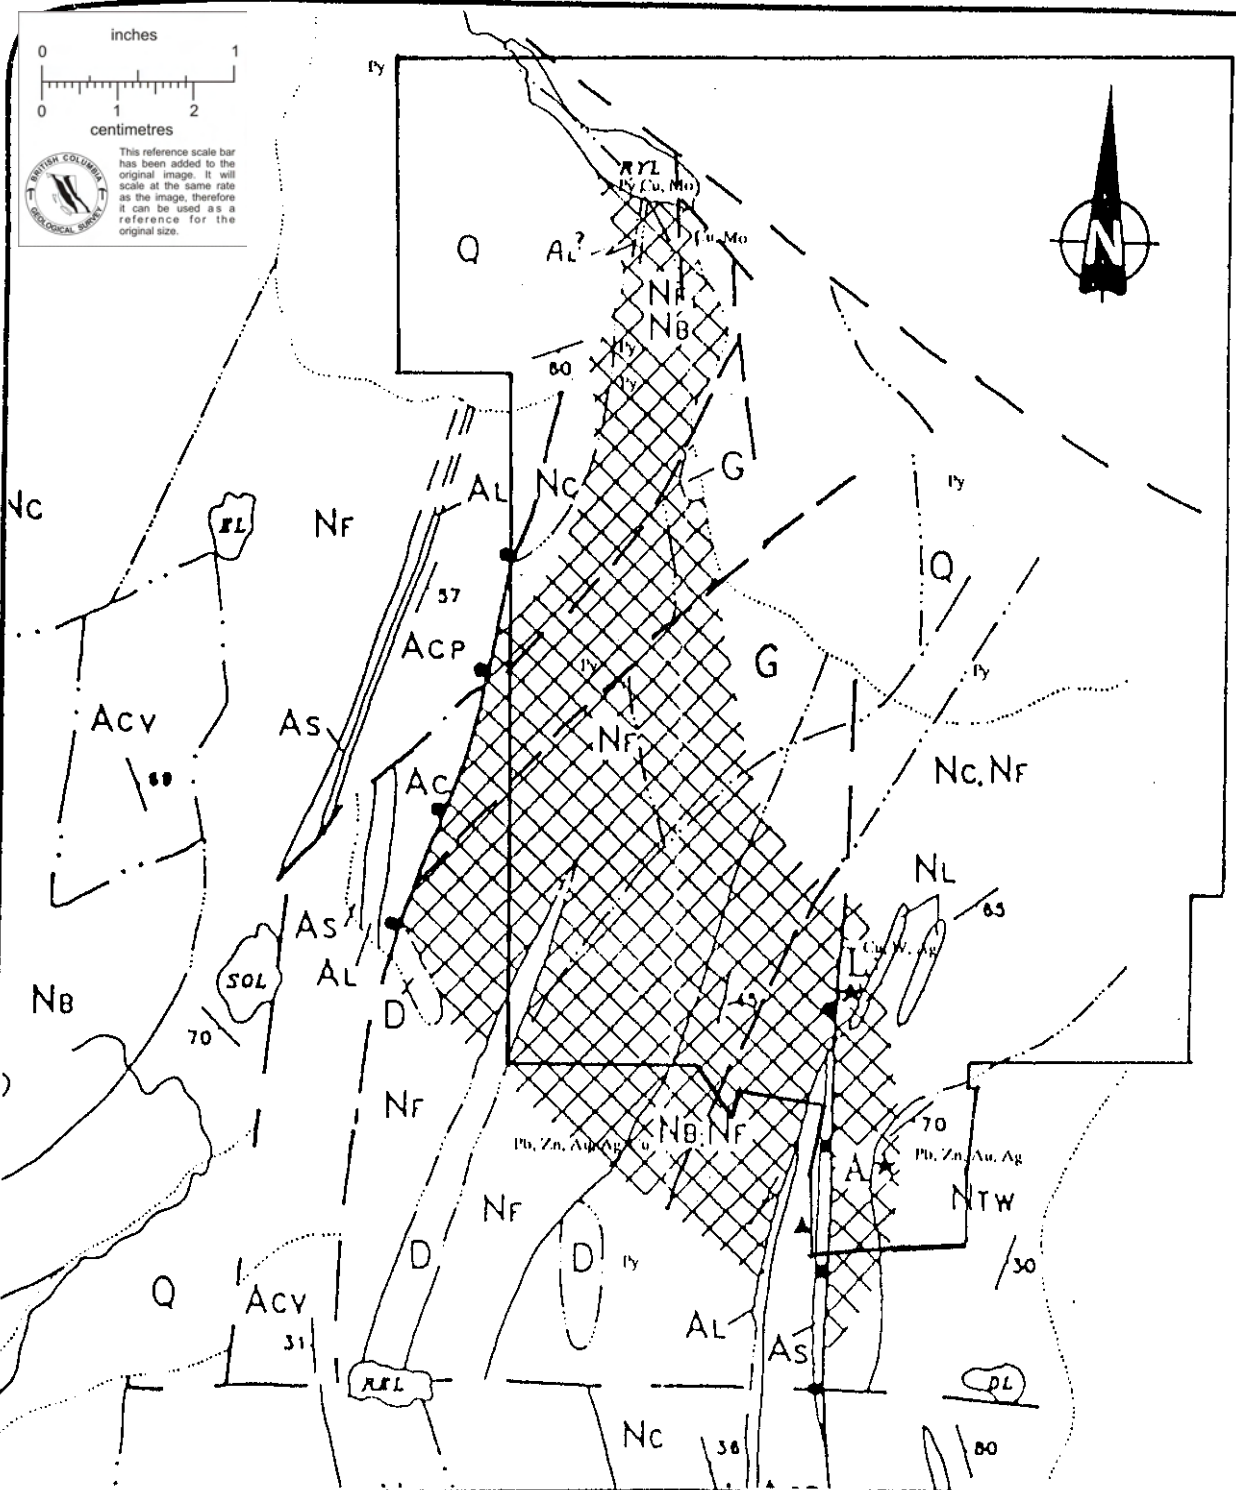 inches
0 1
0 1 2
centimetres
This reference scale bar
has been added to the
original image. It will
scale at the same rate
as the image, therefore
it can be used as a
reference for the
original size.
BRITISH COLUMBIA
GEOLOGICAL SURVEY
Py
RYL
Py Cu, Mo
N
Q
AL?
Cu, Mo
NF,
NB
Py
80
Py
G
AL
NC
Py
NC
KL
NF
Q
57
ACP
Py
G
Py
ACV
AS
NF
NC, NF
69
AC
NL
65
AS
Cu, W, Ag
AL
SOL
L
NB
D
45
70
NF
70
NB, NF
Pb, Zn, Au, Ag
Pb, Zn, Au, Ag
A
NTW
NF
D
D
Py
30
Q
ACV
AL
31
AS
DL
NC
38
80